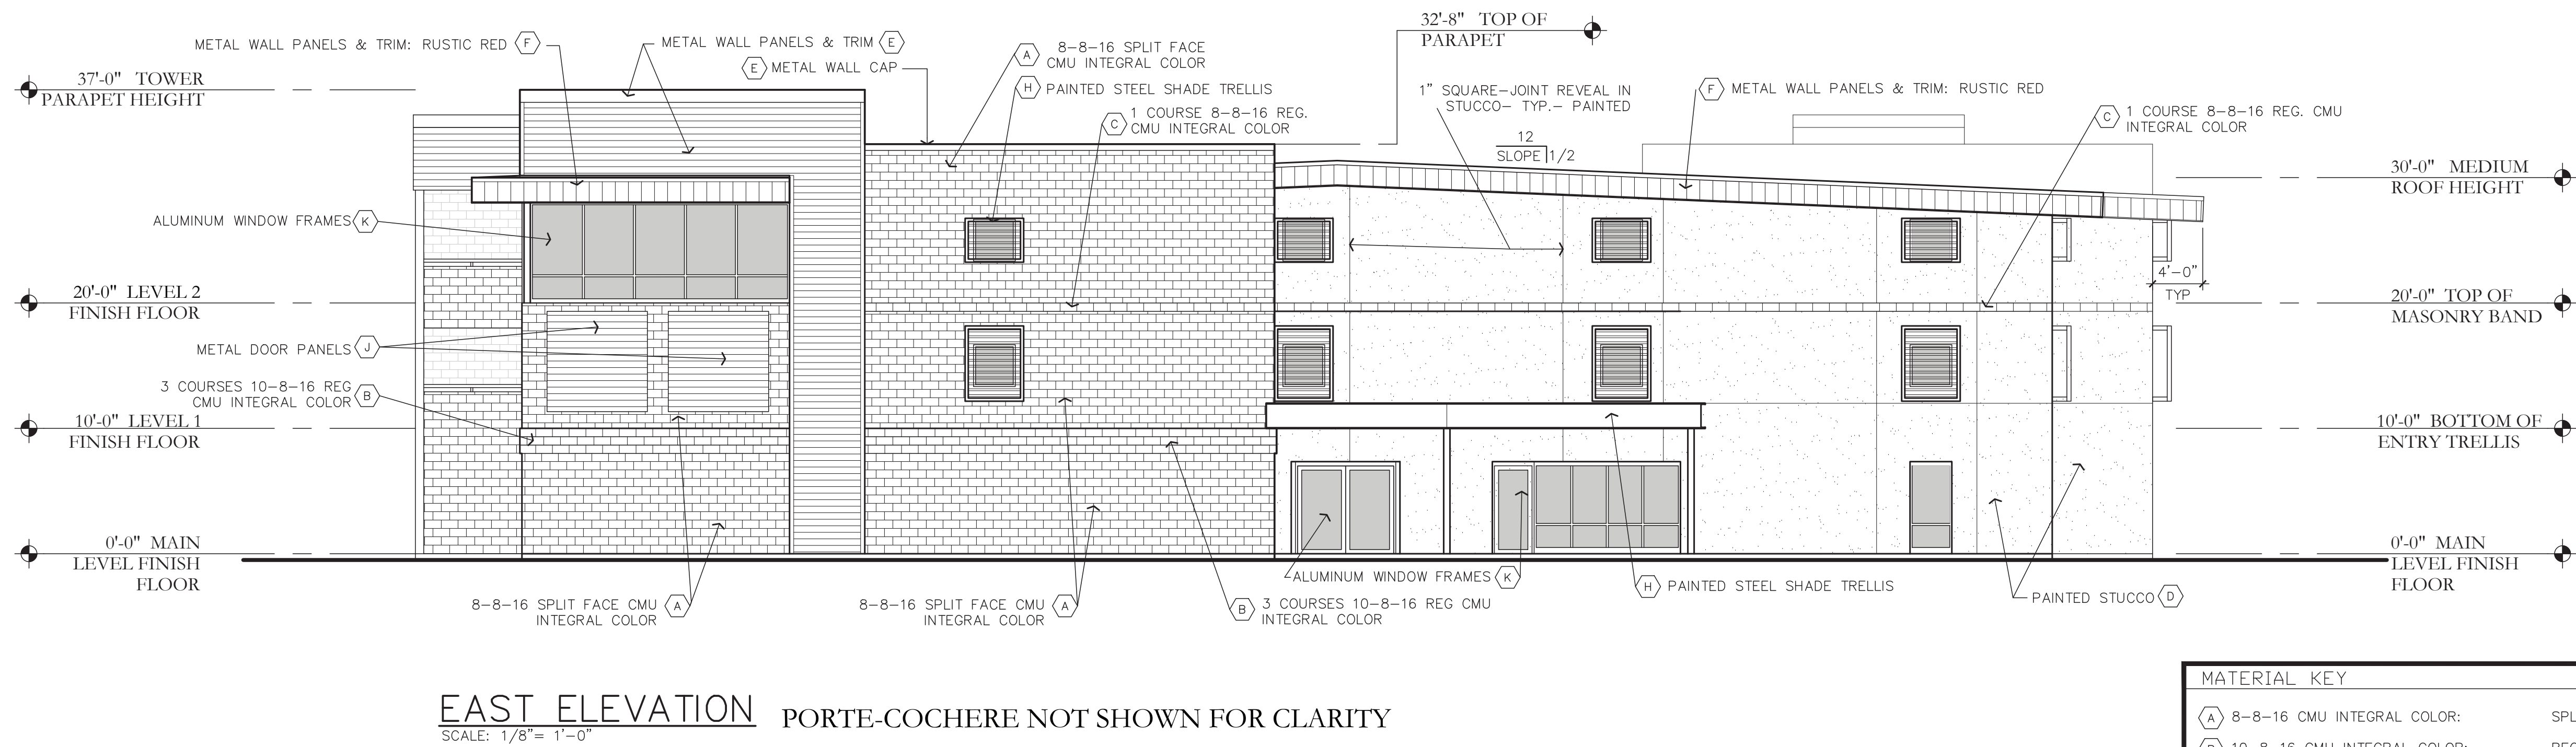 METAL WALL PANELS & TRIM: RUSTIC RED F
METAL WALL PANELS & TRIM E
E METAL WALL CAP
A 8-8-16 SPLIT FACE
CMU INTEGRAL COLOR
H PAINTED STEEL SHADE TRELLIS
C 1 COURSE 8-8-16 REG.
CMU INTEGRAL COLOR
32'-8" TOP OF
PARAPET
1" SQUARE-JOINT REVEAL IN
STUCCO- TYP.- PAINTED
12
SLOPE 1/2
F METAL WALL PANELS & TRIM: RUSTIC RED
C 1 COURSE 8-8-16 REG. CMU
INTEGRAL COLOR
37'-0" TOWER
PARAPET HEIGHT
30'-0" MEDIUM
ROOF HEIGHT
ALUMINUM WINDOW FRAMES K
4'-0"
TYP
20'-0" LEVEL 2
FINISH FLOOR
20'-0" TOP OF
MASONRY BAND
METAL DOOR PANELS J
3 COURSES 10-8-16 REG
CMU INTEGRAL COLOR B
10'-0" LEVEL 1
FINISH FLOOR
10'-0" BOTTOM OF
ENTRY TRELLIS
0'-0" MAIN
LEVEL FINISH
FLOOR
0'-0" MAIN
LEVEL FINISH
FLOOR
8-8-16 SPLIT FACE CMU A
INTEGRAL COLOR
8-8-16 SPLIT FACE CMU A
INTEGRAL COLOR
B 3 COURSES 10-8-16 REG CMU
INTEGRAL COLOR
ALUMINUM WINDOW FRAMES K
H PAINTED STEEL SHADE TRELLIS
PAINTED STUCCO D
EAST ELEVATION PORTE-COCHERE NOT SHOWN FOR CLARITY
SCALE: 1/8"= 1'-0"
MATERIAL KEY
A 8-8-16 CMU INTEGRAL COLOR: SPL
B 10-8-16 CMU INTEGRAL COLOR: REG